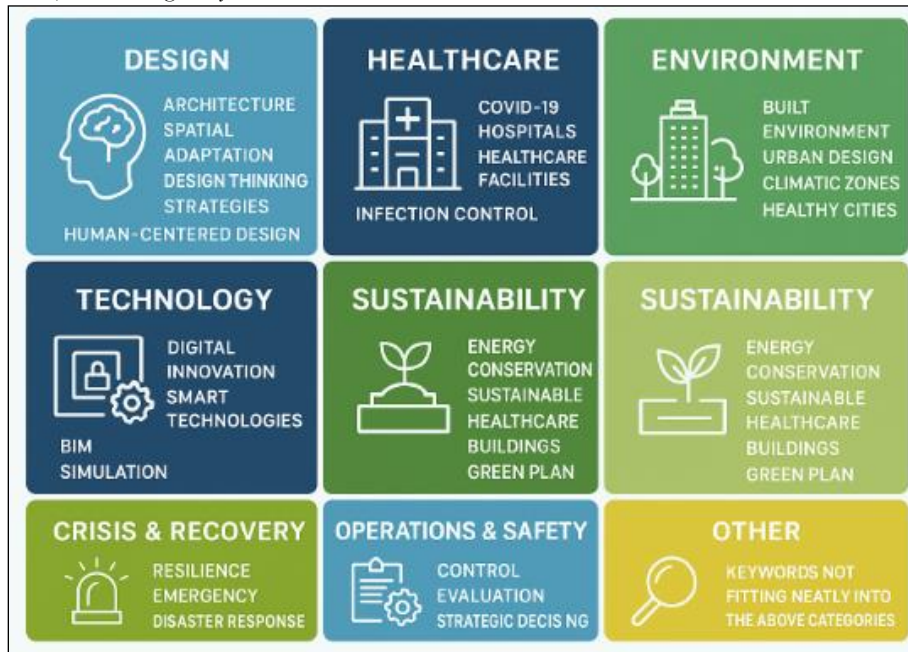 DESIGN
ARCHITECTURE
SPATIAL
ADAPTATION
DESIGN THINKING
STRATEGIES
HUMAN-CENTERED DESIGN
HEALTHCARE
COVID-19
HOSPITALS
HEALTHCARE
FACILITIES
INFECTION CONTROL
ENVIRONMENT
BUILT
ENVIRONMENT
URBAN DESIGN
CLIMATIC ZONES
HEALTHY CITIES
TECHNOLOGY
DIGITAL
INNOVATION
SMART
TECHNOLOGIES
BIM
SIMULATION
SUSTAINABILITY
ENERGY
CONSERVATION
SUSTAINABLE
HEALTHCARE
BUILDINGS
GREEN PLAN
SUSTAINABILITY
ENERGY
CONSERVATION
SUSTAINABLE
HEALTHCARE
BUILDINGS
GREEN PLAN
CRISIS & RECOVERY
RESILIENCE
EMERGENCY
DISASTER RESPONSE
OPERATIONS & SAFETY
CONTROL
EVALUATION
STRATEGIC DECIS NG
OTHER
KEYWORDS NOT
FITTING NEATLY INTO
THE ABOVE CATEGORIES